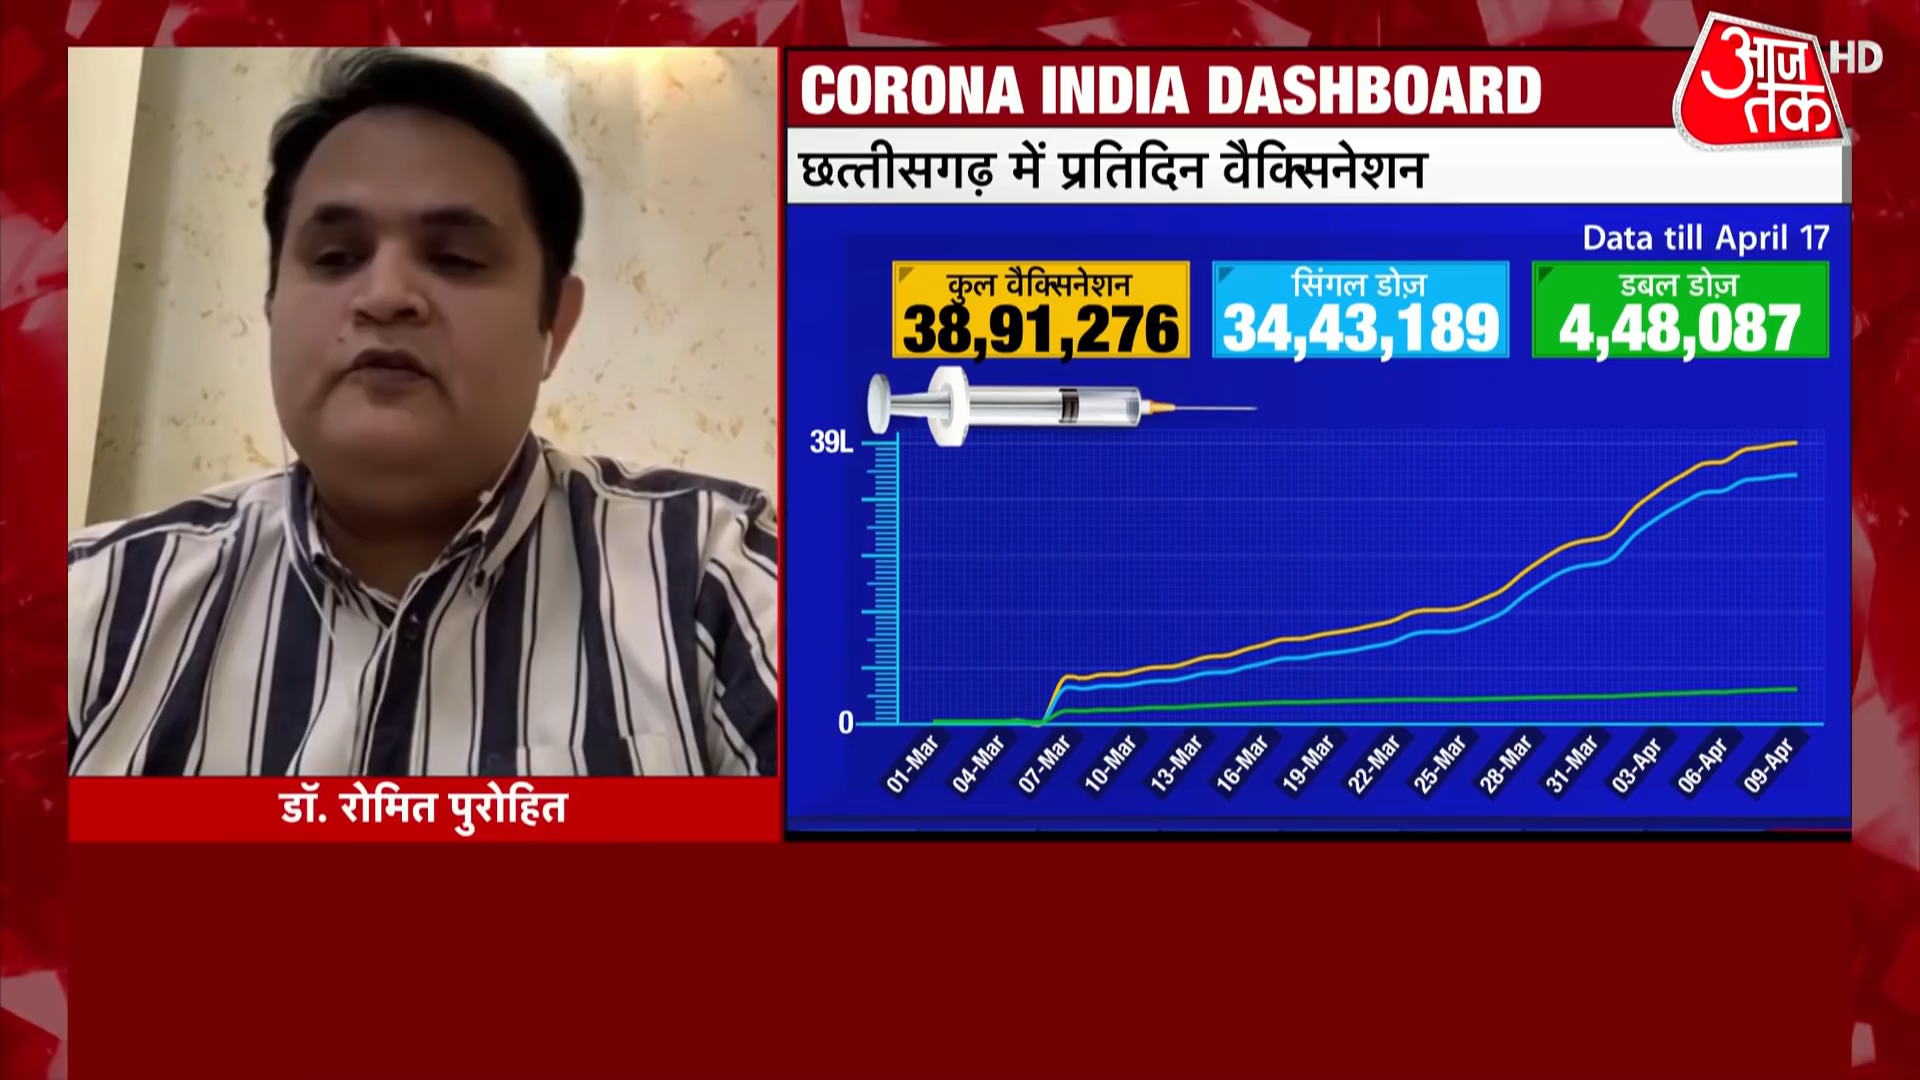 आज
तक
HD
CORONA INDIA DASHBOARD
छत्तीसगढ़ में प्रतिदिन वैक्सिनेशन
Data till April 17
कुल वैक्सिनेशन
38,91,276
सिंगल डोज़
34,43,189
डबल डोज़
4,48,087
39L
0
01-Mar
04-Mar
07-Mar
10-Mar
13-Mar
16-Mar
19-Mar
22-Mar
25-Mar
28-Mar
31-Mar
03-Apr
06-Apr
09-Apr
डॉ. रोमित पुरोहित